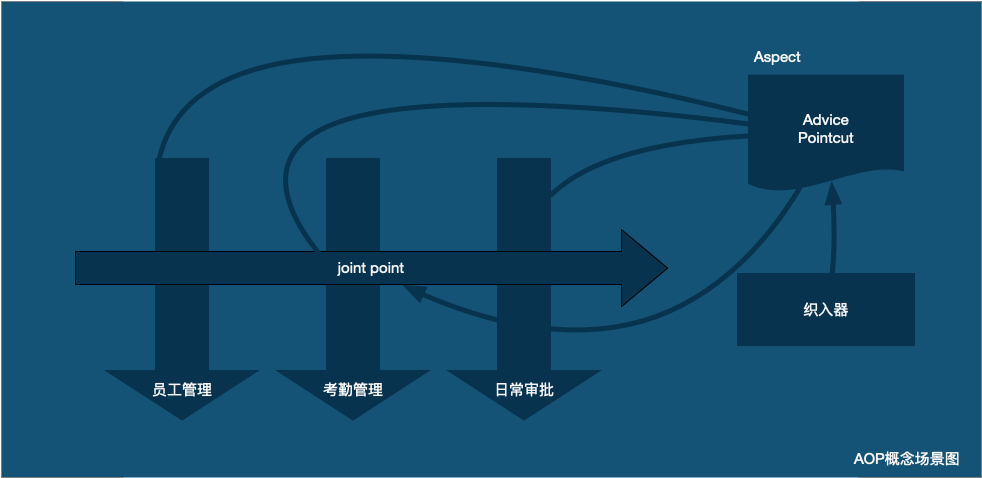 Aspect
Advice
Pointcut
joint point
织入器
员工管理
考勤管理
日常审批
AOP概念场景图